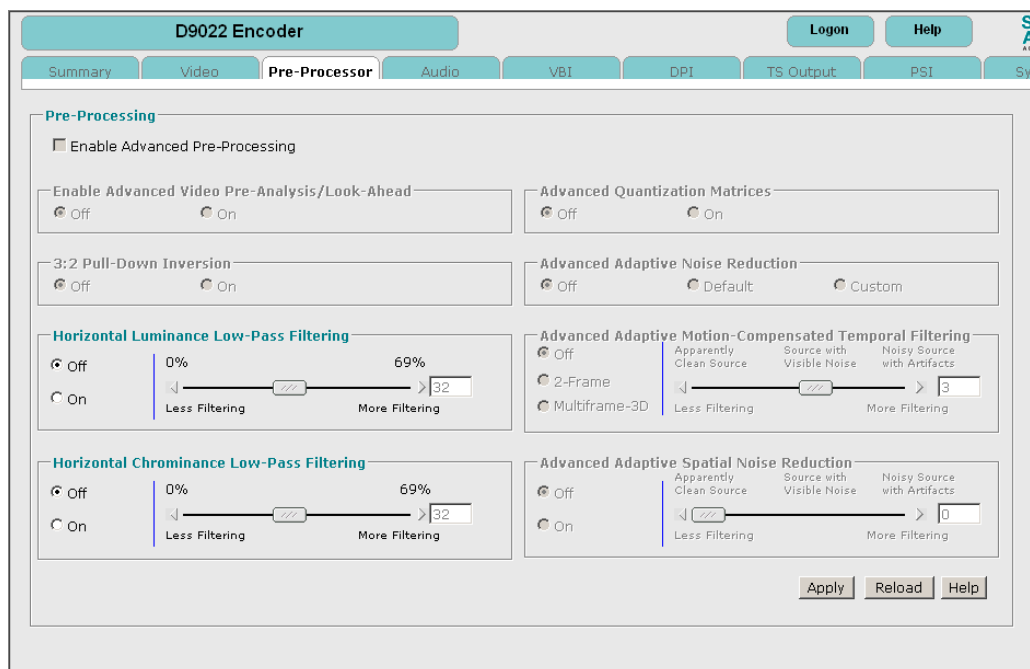 D9022 Encoder
Logon
Help
Summary
Video
Pre-Processor
Audio
VBI
DPI
TS Output
PSI
Pre-Processing
Enable Advanced Pre-Processing
Enable Advanced Video Pre-Analysis/Look-Ahead
Off
On
Advanced Quantization Matrices
Off
On
3:2 Pull-Down Inversion
Off
On
Advanced Adaptive Noise Reduction
Off
Default
Custom
Horizontal Luminance Low-Pass Filtering
Off
On
0%
69%
32
Less Filtering
More Filtering
Advanced Adaptive Motion-Compensated Temporal Filtering
Off
2-Frame
Multiframe-3D
Apparently
Clean Source
Source with
Visible Noise
Noisy Source
with Artifacts
3
Less Filtering
More Filtering
Horizontal Chrominance Low-Pass Filtering
Off
On
0%
69%
32
Less Filtering
More Filtering
Advanced Adaptive Spatial Noise Reduction
Off
On
Apparently
Clean Source
Source with
Visible Noise
Noisy Source
with Artifacts
0
Less Filtering
More Filtering
Apply
Reload
Help